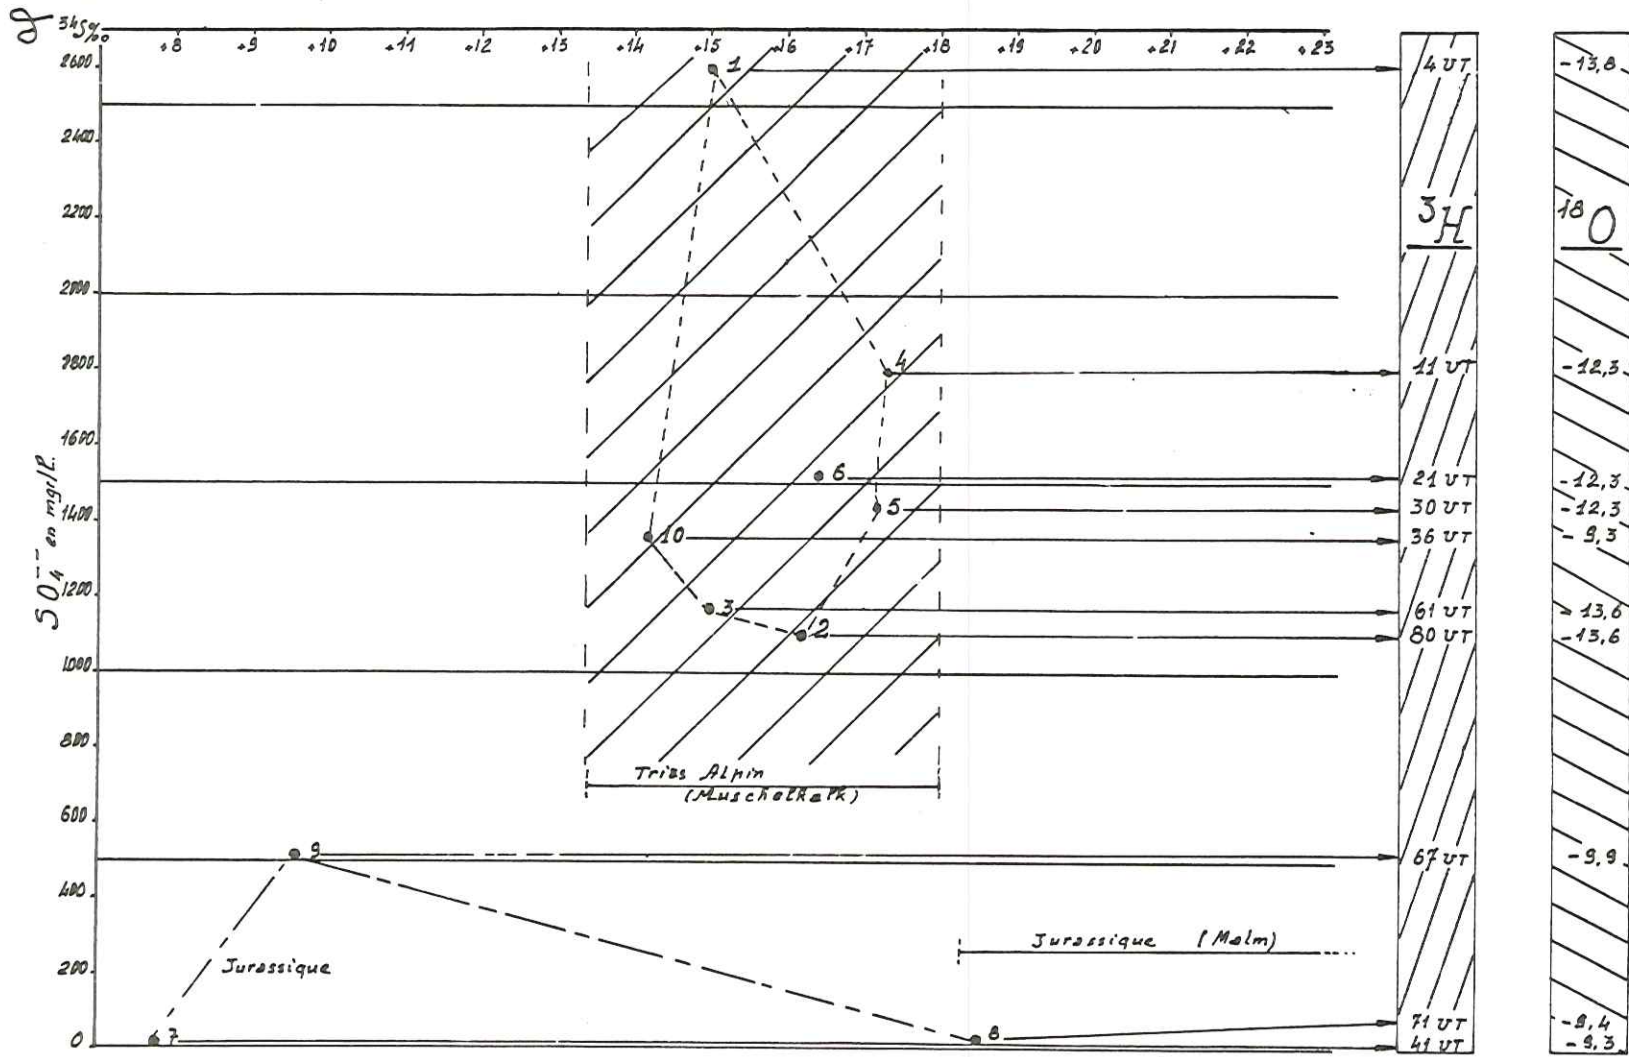 δ 34S‰
+8 +9 +10 +11 +12 +13 +14 +15 +16 +17 +18 +19 +20 +21 +22 +23
2600
1
4 UT
-13,8
2400
2200
3H
18O
2000
1800
4
11 UT
-12,3
1600
6
21 UT
-12,3
SO4-- en mgr/l.
5
30 UT
-12,3
1400
10
36 UT
-9,3
1200
3
61 UT
-13,6
2
80 UT
-13,6
1000
800
Trias Alpin
(Muschelkalk)
600
9
67 UT
-9,9
400
Jurassique (Malm)
200
Jurassique
7
8
71 UT
-9,4
0
41 UT
-9,3